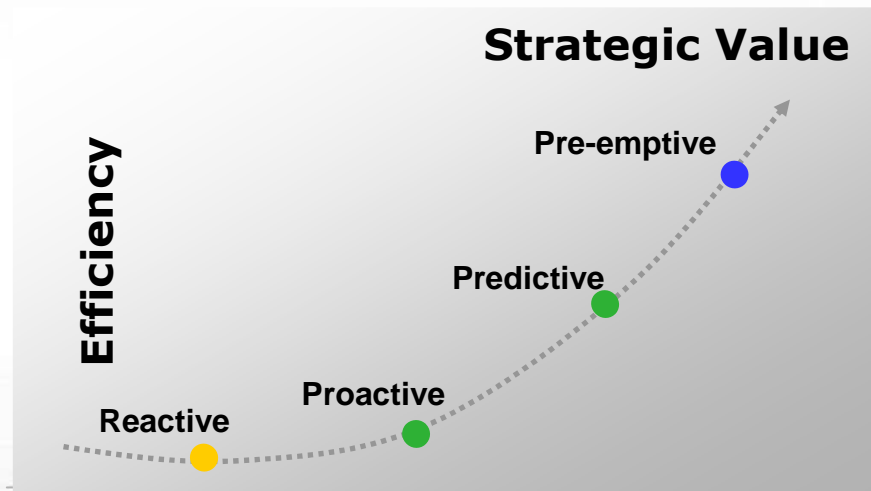 Strategic Value
Efficiency
Pre-emptive
Predictive
Proactive
Reactive